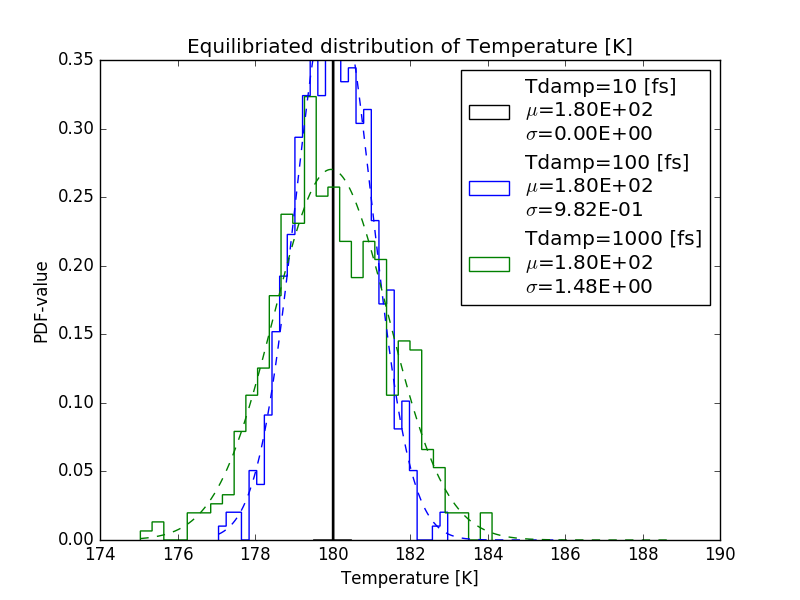 Equilibriated distribution of Temperature [K]
0.35
0.30
0.25
0.20
0.15
0.10
0.05
0.00
PDF-value
Tdamp=10 [fs]
μ=1.80E+02
σ=0.00E+00
Tdamp=100 [fs]
μ=1.80E+02
σ=9.82E-01
Tdamp=1000 [fs]
μ=1.80E+02
σ=1.48E+00
174 176 178 180 182 184 186 188 190
Temperature [K]